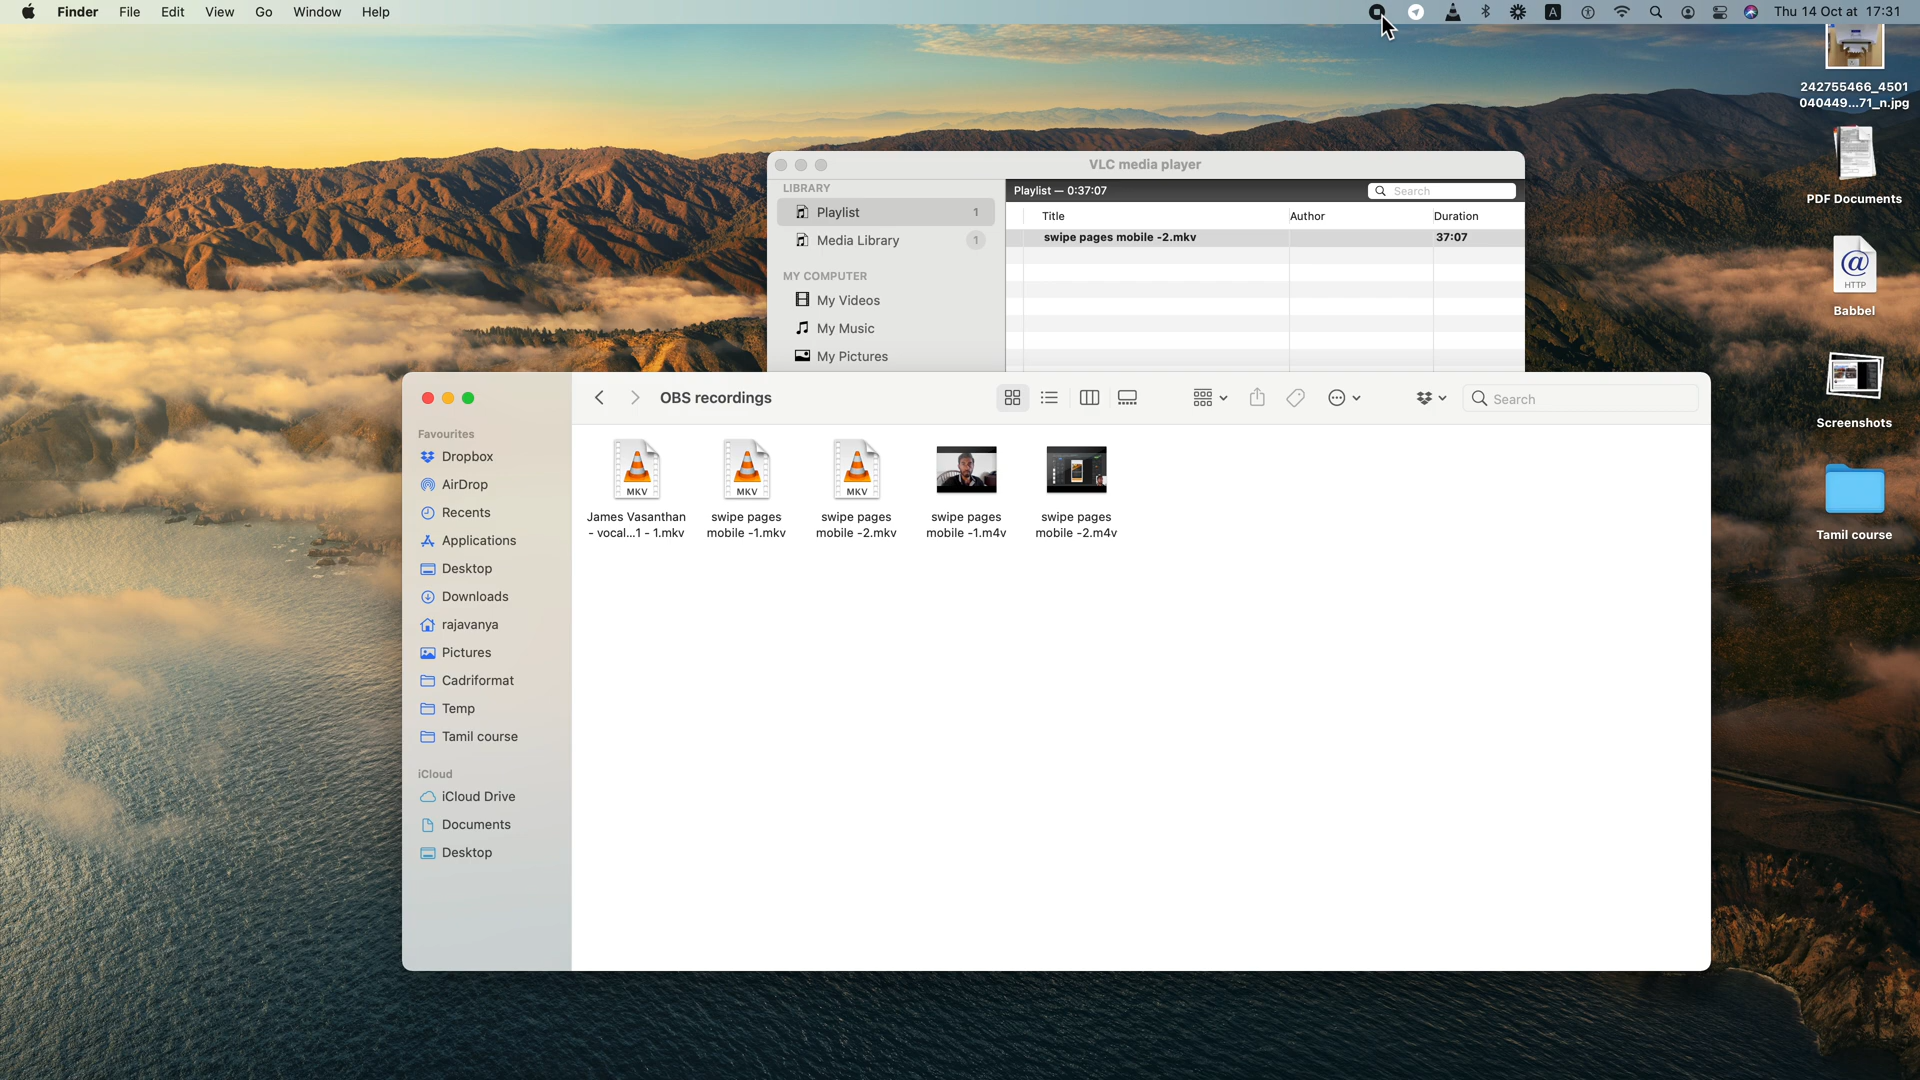 Finder File Edit View Go Window Help
A
Thu 14 Oct at 17:31
242755466_4501
040449...71_n.jpg
PDF Documents
HTTP
Babbel
Screenshots
Tamil course
VLC media player
LIBRARY
Playlist 1
Media Library 1
MY COMPUTER
My Videos
My Music
My Pictures
Playlist — 0:37:07
Search
Title Author Duration
swipe pages mobile -2.mkv 37:07
OBS recordings
Search
Favourites
Dropbox
AirDrop
Recents
Applications
Desktop
Downloads
rajavanya
Pictures
Cadriformat
Temp
Tamil course
iCloud
iCloud Drive
Documents
Desktop
MKV
James Vasanthan
- vocal...1 - 1.mkv
MKV
swipe pages
mobile -1.mkv
MKV
swipe pages
mobile -2.mkv
swipe pages
mobile -1.m4v
swipe pages
mobile -2.m4v